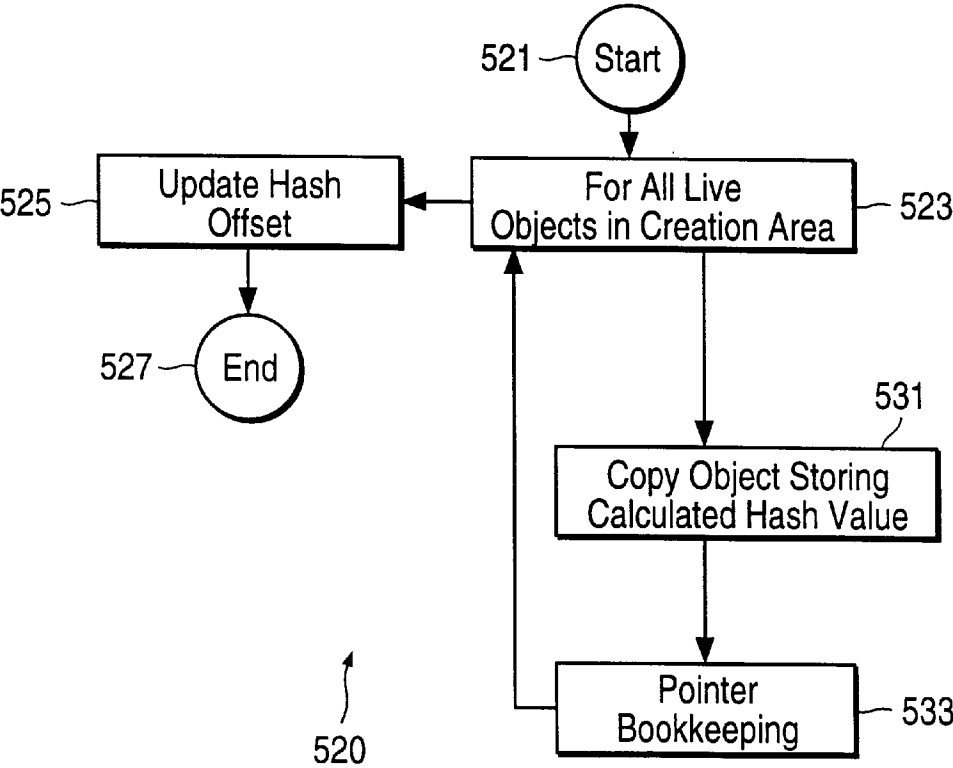 521
Start
525
Update Hash
Offset
For All Live
Objects in Creation Area
523
527
End
531
Copy Object Storing
Calculated Hash Value
Pointer
Bookkeeping
533
520